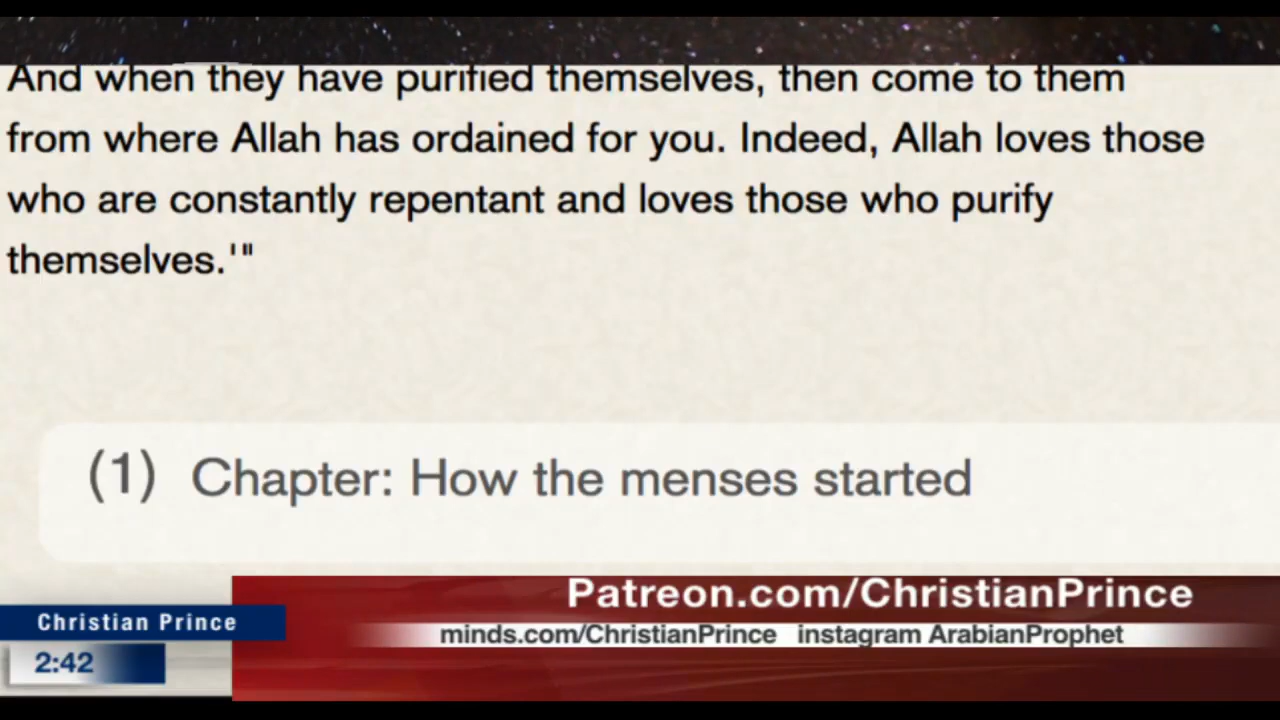 And when they have purified themselves, then come to them
from where Allah has ordained for you. Indeed, Allah loves those
who are constantly repentant and loves those who purify
themselves.'"
(1) Chapter: How the menses started
Patreon.com/ChristianPrince
Christian Prince
minds.com/ChristianPrince instagram ArabianProphet
2:42